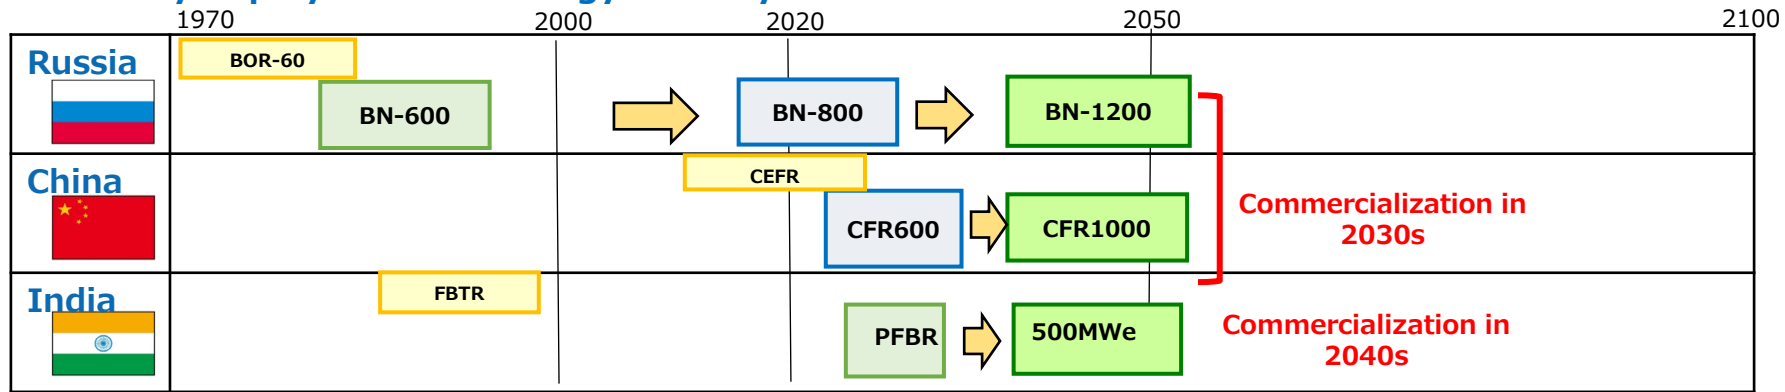 1970 2000 2020 2050 2100
Russia
BOR-60
BN-600
BN-800
BN-1200
China
CEFR
CFR600
CFR1000
Commercialization in
2030s
India
FBTR
PFBR
500MWe
Commercialization in
2040s